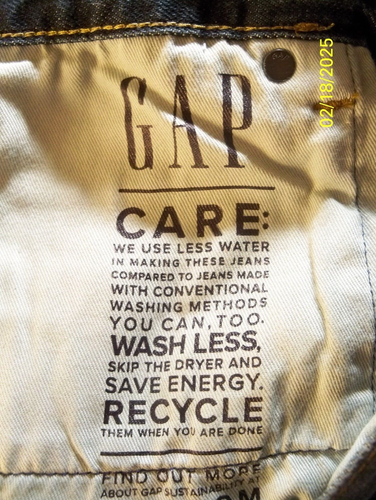 GAP
02/18/2025
CARE:
WE USE LESS WATER
IN MAKING THESE JEANS
COMPARED TO JEANS MADE
WITH CONVENTIONAL
WASHING METHODS
YOU CAN, TOO.
WASH LESS,
SKIP THE DRYER AND
SAVE ENERGY.
RECYCLE
THEM WHEN YOU ARE DONE
FIND OUT MORE
ABOUT GAP SUSTAINABILITY